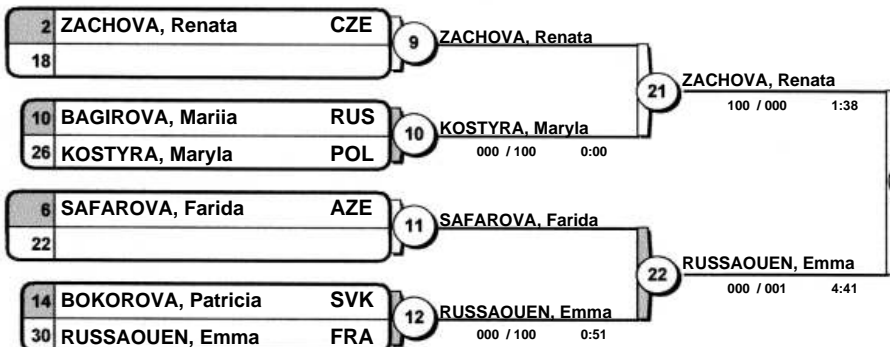 2 ZACHOVA, Renata CZE
18
9
ZACHOVA, Renata
10 BAGIROVA, Mariia RUS
26 KOSTYRA, Maryla POL
10
KOSTYRA, Maryla
000 / 100 0:00
21
ZACHOVA, Renata
100 / 000 1:38
6 SAFAROVA, Farida AZE
22
11
SAFAROVA, Farida
14 BOKOROVA, Patricia SVK
30 RUSSAOUEN, Emma FRA
12
RUSSAOUEN, Emma
000 / 100 0:51
22
RUSSAOUEN, Emma
000 / 001 4:41